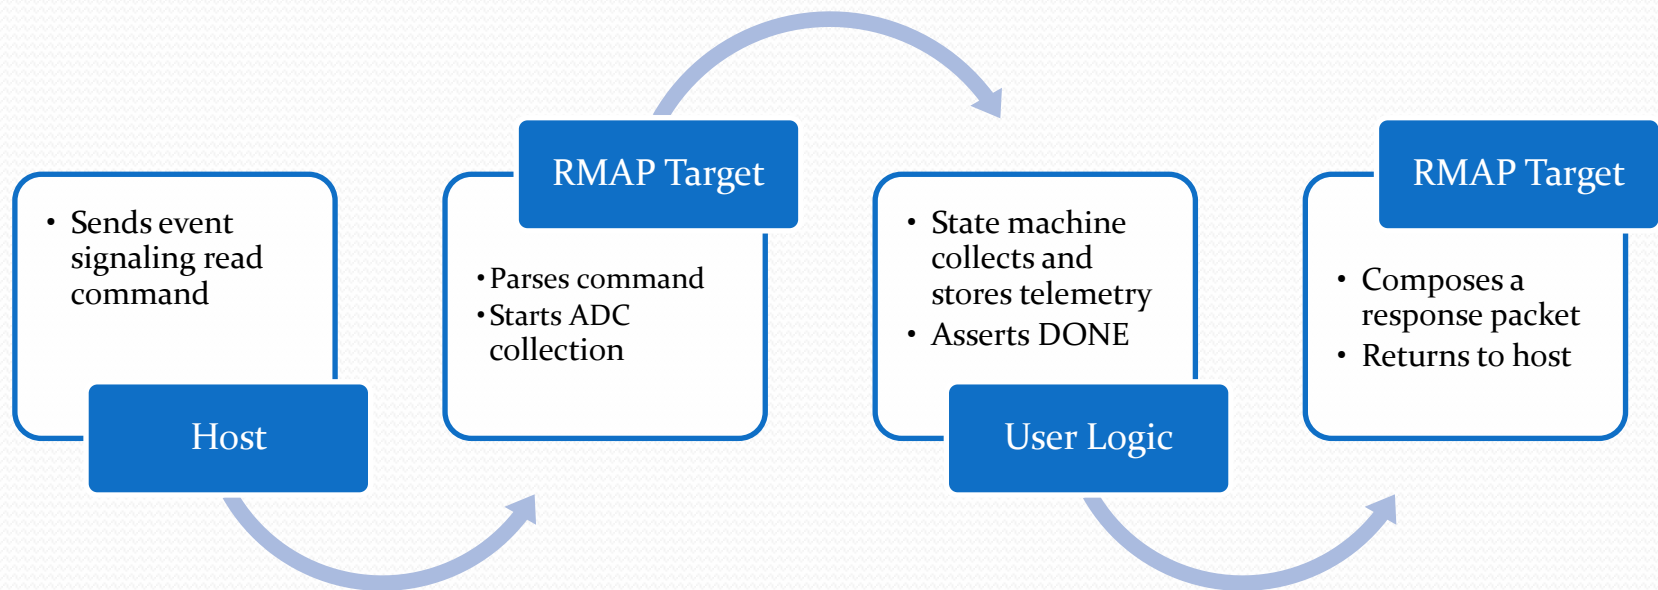 • Sends event
signaling read
command
Host
RMAP Target
• Parses command
• Starts ADC
collection
• State machine
collects and
stores telemetry
• Asserts DONE
User Logic
RMAP Target
• Composes a
response packet
• Returns to host